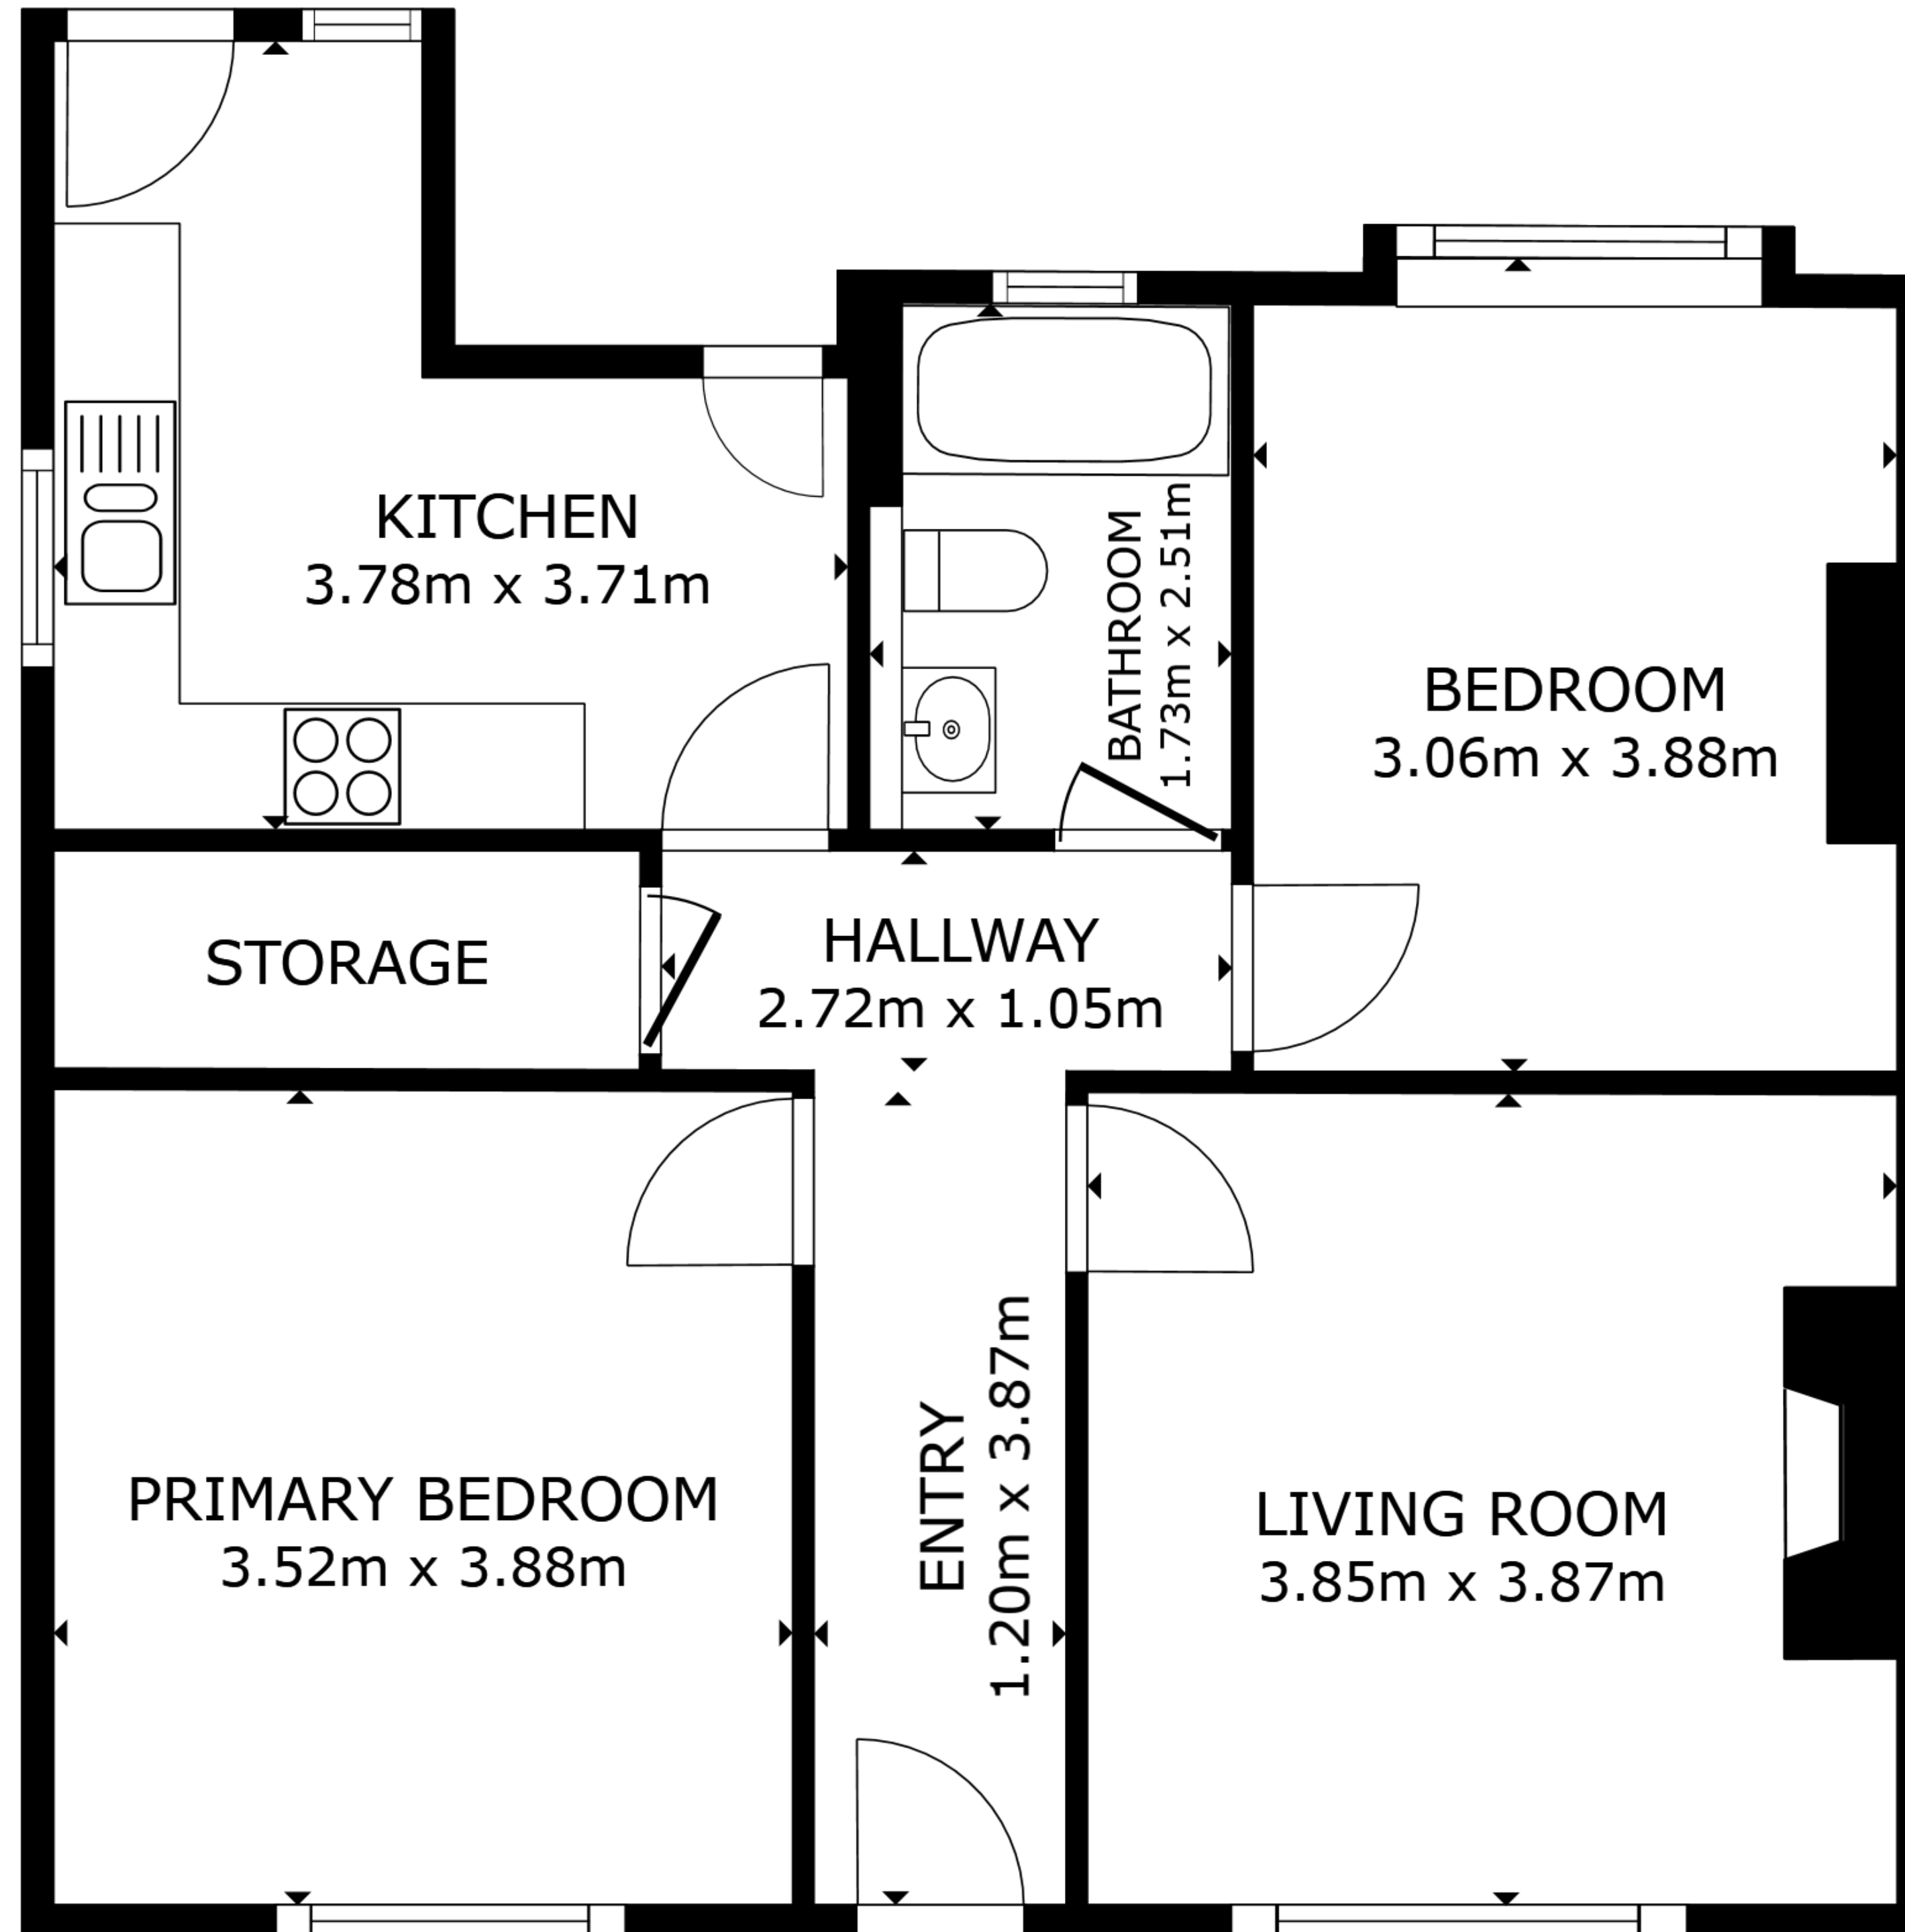 KITCHEN
3.78m x 3.71m
BATHROOM
1.73m x 2.51m
BEDROOM
3.06m x 3.88m
STORAGE
HALLWAY
2.72m x 1.05m
PRIMARY BEDROOM
3.52m x 3.88m
ENTRY
1.20m x 3.87m
LIVING ROOM
3.85m x 3.87m